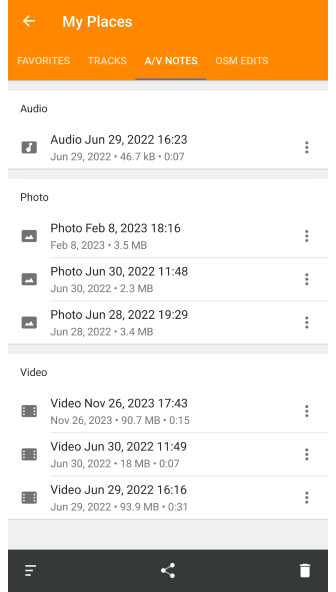 My Places
FAVORITES TRACKS A/V NOTES OSM EDITS
Audio
Audio Jun 29, 2022 16:23
Jun 29, 2022 • 46.7 kB • 0:07
Photo
Photo Feb 8, 2023 18:16
Feb 8, 2023 • 3.5 MB
Photo Jun 30, 2022 11:48
Jun 30, 2022 • 2.3 MB
Photo Jun 28, 2022 19:29
Jun 28, 2022 • 3.4 MB
Video
Video Nov 26, 2023 17:43
Nov 26, 2023 • 90.7 MB • 0:15
Video Jun 30, 2022 11:49
Jun 30, 2022 • 18 MB • 0:07
Video Jun 29, 2022 16:16
Jun 29, 2022 • 93.9 MB • 0:31